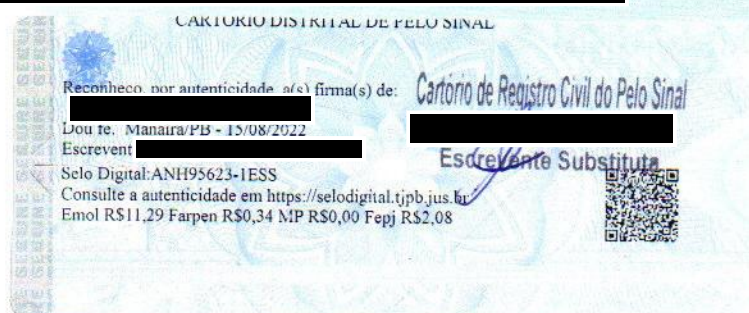 CARTORIO DISTRITAL DE PELO SINAL
Reconheço, por autenticidade, a(s) firma(s) de:
Cartório de Registro Civil do Pelo Sinal
Dou fé. Manaíra/PB - 15/08/2022
Escrevent
Escrevente Substituta
Selo Digital:ANH95623-1ESS
Consulte a autenticidade em https://selodigital.tjpb.jus.br
Emol R$11,29 Farpen R$0,34 MP R$0,00 Fepj R$2,08